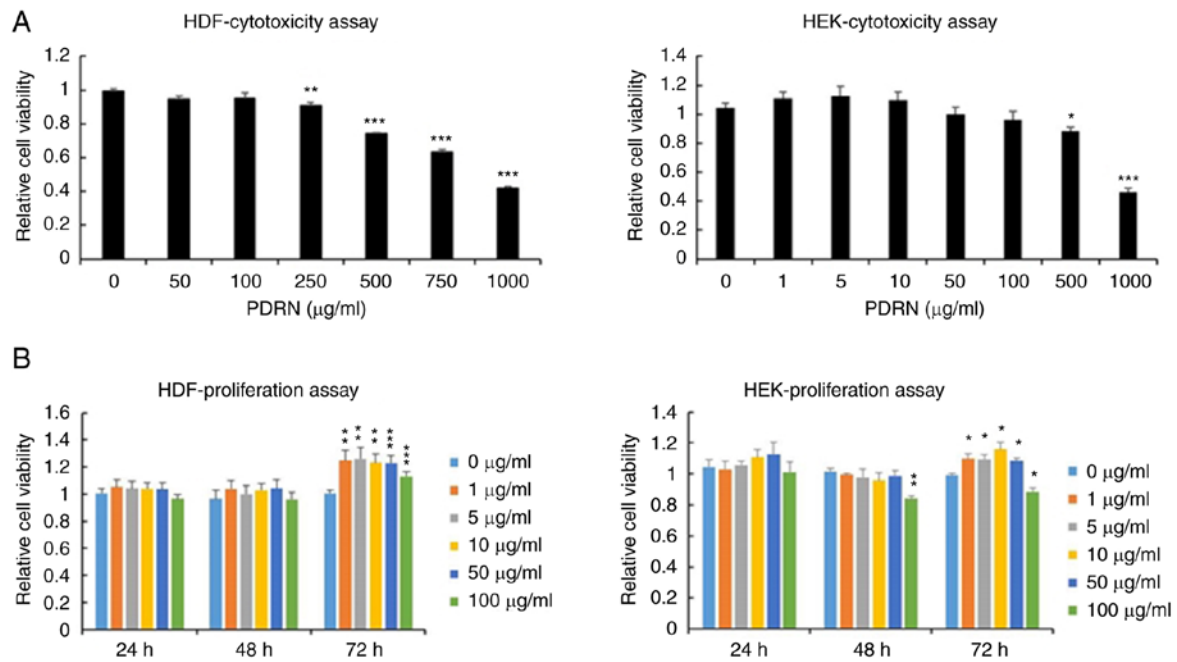 A
HDF-cytotoxicity assay
Relative cell viability
1.2
1
0.8
0.6
0.4
0.2
0
**
***
***
***
0 50 100 250 500 750 1000
PDRN (μg/ml)
HEK-cytotoxicity assay
Relative cell viability
1.4
1.2
1
0.8
0.6
0.4
0.2
0
*
***
0 1 5 10 50 100 500 1000
PDRN (μg/ml)
B
HDF-proliferation assay
Relative cell viability
1.6
1.4
1.2
1.0
1.8
1.6
1.4
1.2
0
**
**
**
***
***
24 h 48 h 72 h
0 μg/ml
1 μg/ml
5 μg/ml
10 μg/ml
50 μg/ml
100 μg/ml
HEK-proliferation assay
Relative cell viability
1.4
1.2
1.0
0.8
0.6
0.4
0.2
0
**
*
*
*
*
*
24 h 48 h 72 h
0 μg/ml
1 μg/ml
5 μg/ml
10 μg/ml
50 μg/ml
100 μg/ml